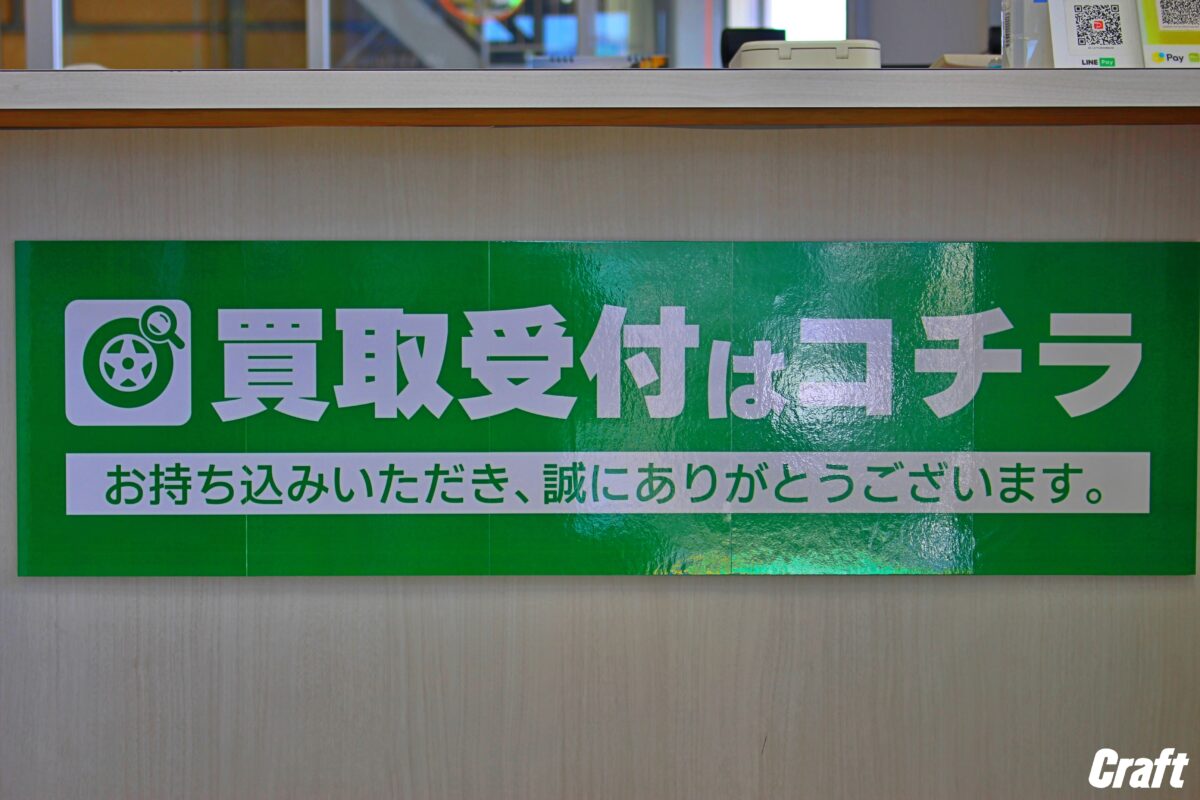 LINE Pay
Pay
買取受付はコチラ
お持ち込みいただき、誠にありがとうございます。
Craft